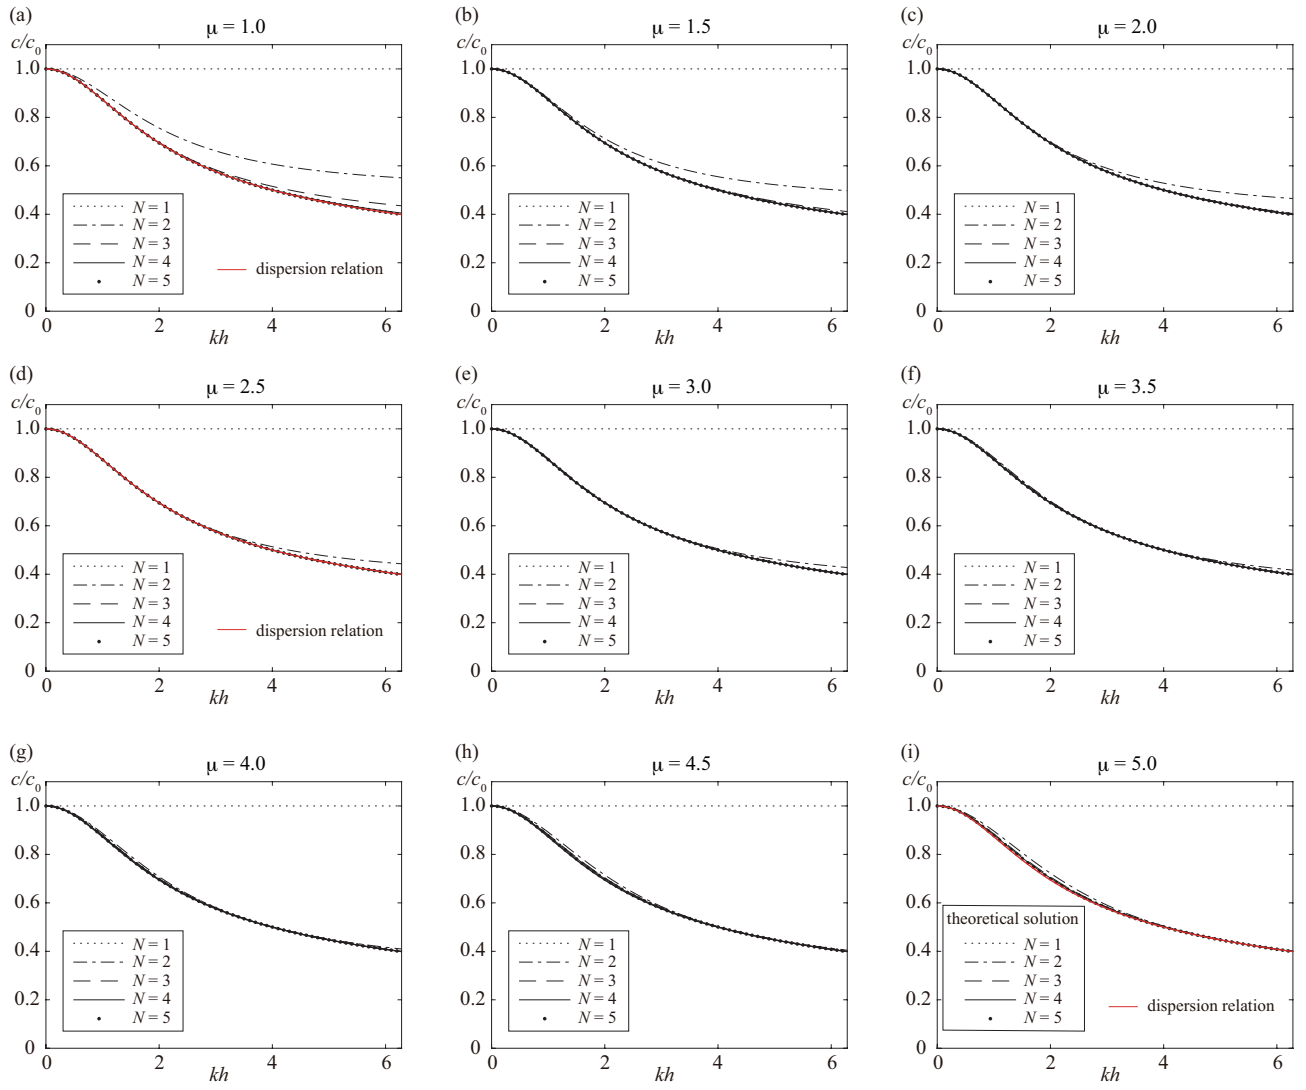 (a)
μ = 1.0
c/c0
1.0
0.8
0.6
0.4
0.2
0
N = 1
N = 2
N = 3
N = 4
N = 5
dispersion relation
0 2 4 6
kh
(b)
μ = 1.5
c/c0
1.0
0.8
0.6
0.4
0.2
0
N = 1
N = 2
N = 3
N = 4
N = 5
0 2 4 6
kh
(c)
μ = 2.0
c/c0
1.0
0.8
0.6
0.4
0.2
0
N = 1
N = 2
N = 3
N = 4
N = 5
0 2 4 6
kh
(d)
μ = 2.5
c/c0
1.0
0.8
0.6
0.4
0.2
0
N = 1
N = 2
N = 3
N = 4
N = 5
dispersion relation
0 2 4 6
kh
(e)
μ = 3.0
c/c0
1.0
0.8
0.6
0.4
0.2
0
N = 1
N = 2
N = 3
N = 4
N = 5
0 2 4 6
kh
(f)
μ = 3.5
c/c0
1.0
0.8
0.6
0.4
0.2
0
N = 1
N = 2
N = 3
N = 4
N = 5
0 2 4 6
kh
(g)
μ = 4.0
c/c0
1.0
0.8
0.6
0.4
0.2
0
N = 1
N = 2
N = 3
N = 4
N = 5
0 2 4 6
kh
(h)
μ = 4.5
c/c0
1.0
0.8
0.6
0.4
0.2
0
N = 1
N = 2
N = 3
N = 4
N = 5
0 2 4 6
kh
(i)
μ = 5.0
c/c0
1.0
0.8
0.6
0.4
0.2
0
theoretical solution
N = 1
N = 2
N = 3
N = 4
N = 5
dispersion relation
0 2 4 6
kh